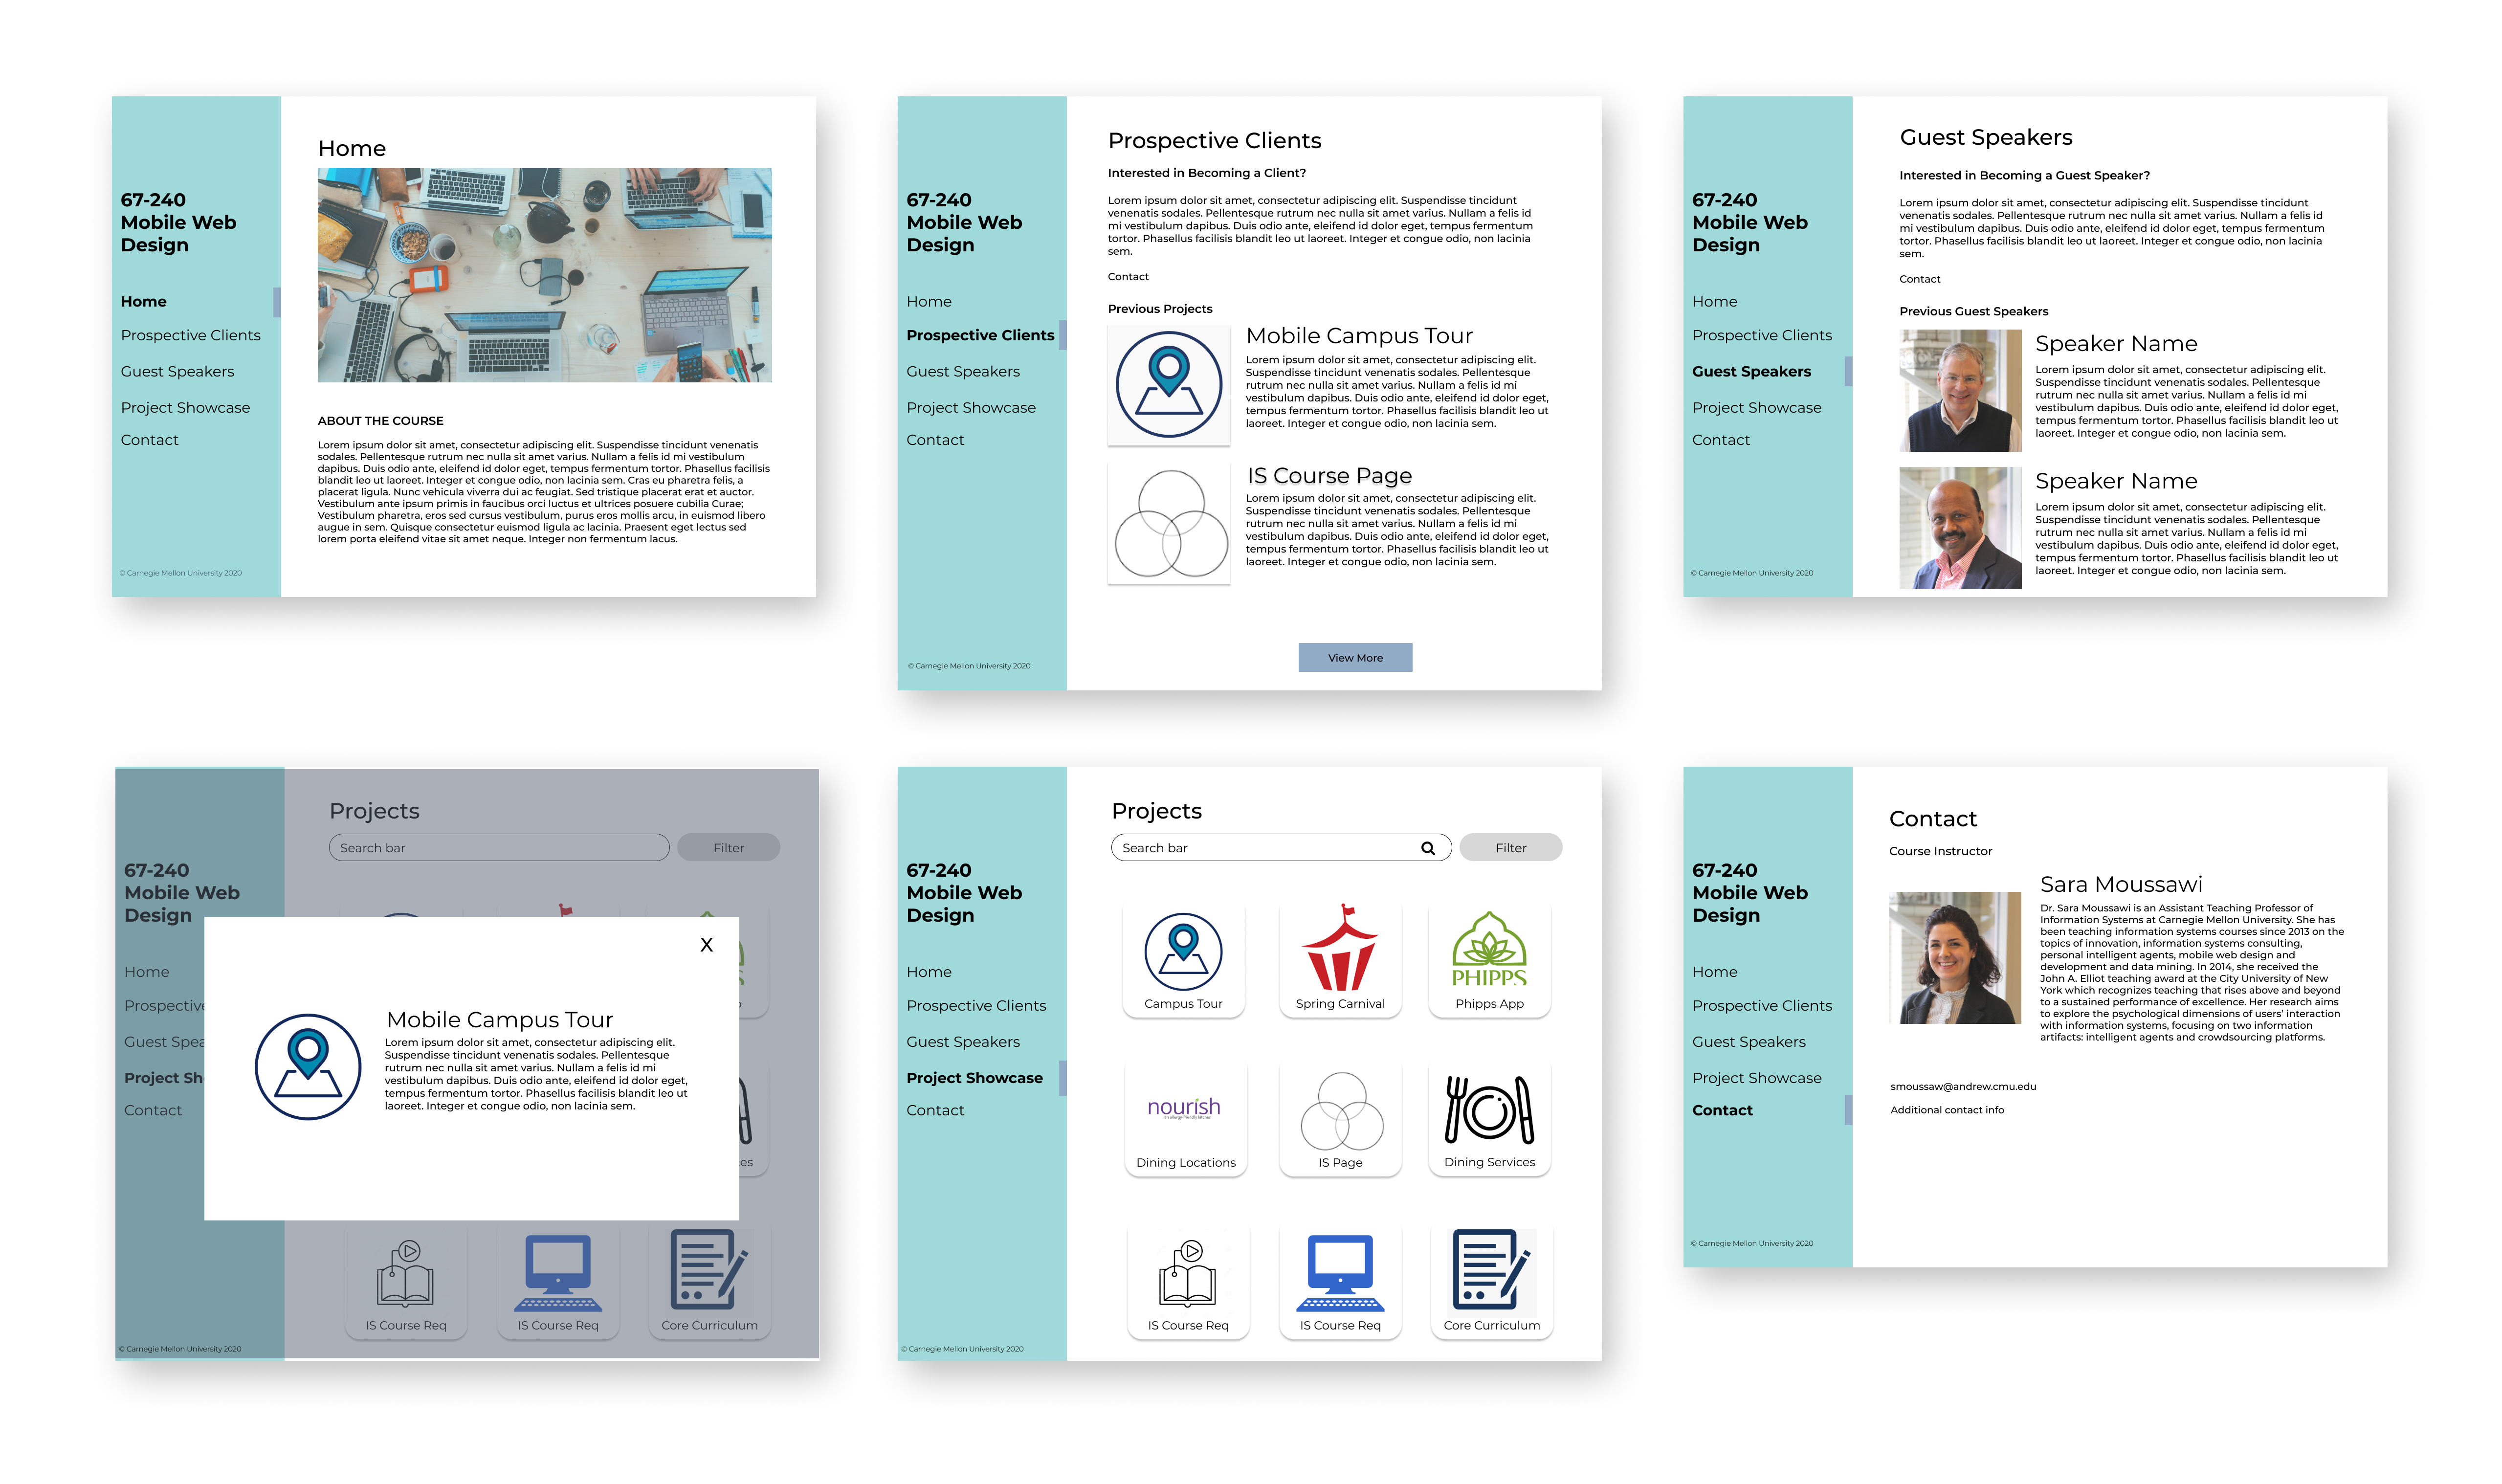 67-240
Mobile Web
Design
Home
Prospective Clients
Guest Speakers
Project Showcase
Contact
© Carnegie Mellon University 2020
Home
ABOUT THE COURSE
Lorem ipsum dolor sit amet, consectetur adipiscing elit. Suspendisse tincidunt venenatis
sodales. Pellentesque rutrum nec nulla sit amet varius. Nullam a felis id mi vestibulum
dapibus. Duis odio ante, eleifend id dolor eget, tempus fermentum tortor. Phasellus facilisis
blandit leo ut laoreet. Integer et congue odio, non lacinia sem. Cras eu pharetra felis, a
placerat ligula. Nunc vehicula viverra dui ac feugiat. Sed tristique placerat erat et auctor.
Vestibulum ante ipsum primis in faucibus orci luctus et ultrices posuere cubilia Curae;
Vestibulum pharetra, eros sed cursus vestibulum, purus eros mollis arcu, in euismod libero
augue in sem. Quisque consectetur euismod ligula ac lacinia. Praesent eget lectus sed
lorem porta eleifend vitae sit amet neque. Integer non fermentum lacus.
67-240
Mobile Web
Design
Home
Prospective Clients
Guest Speakers
Project Showcase
Contact
© Carnegie Mellon University 2020
Prospective Clients
Interested in Becoming a Client?
Lorem ipsum dolor sit amet, consectetur adipiscing elit. Suspendisse tincidunt
venenatis sodales. Pellentesque rutrum nec nulla sit amet varius. Nullam a felis id
mi vestibulum dapibus. Duis odio ante, eleifend id dolor eget, tempus fermentum
tortor. Phasellus facilisis blandit leo ut laoreet. Integer et congue odio, non lacinia
sem.
Contact
Previous Projects
Mobile Campus Tour
Lorem ipsum dolor sit amet, consectetur adipiscing elit.
Suspendisse tincidunt venenatis sodales. Pellentesque
rutrum nec nulla sit amet varius. Nullam a felis id mi
vestibulum dapibus. Duis odio ante, eleifend id dolor eget,
tempus fermentum tortor. Phasellus facilisis blandit leo ut
laoreet. Integer et congue odio, non lacinia sem.
IS Course Page
Lorem ipsum dolor sit amet, consectetur adipiscing elit.
Suspendisse tincidunt venenatis sodales. Pellentesque
rutrum nec nulla sit amet varius. Nullam a felis id mi
vestibulum dapibus. Duis odio ante, eleifend id dolor eget,
tempus fermentum tortor. Phasellus facilisis blandit leo ut
laoreet. Integer et congue odio, non lacinia sem.
View More
67-240
Mobile Web
Design
Home
Prospective Clients
Guest Speakers
Project Showcase
Contact
© Carnegie Mellon University 2020
Guest Speakers
Interested in Becoming a Guest Speaker?
Lorem ipsum dolor sit amet, consectetur adipiscing elit. Suspendisse tincidunt
venenatis sodales. Pellentesque rutrum nec nulla sit amet varius. Nullam a felis id
mi vestibulum dapibus. Duis odio ante, eleifend id dolor eget, tempus fermentum
tortor. Phasellus facilisis blandit leo ut laoreet. Integer et congue odio, non lacinia
sem.
Contact
Previous Guest Speakers
Speaker Name
Lorem ipsum dolor sit amet, consectetur adipiscing elit.
Suspendisse tincidunt venenatis sodales. Pellentesque
rutrum nec nulla sit amet varius. Nullam a felis id mi
vestibulum dapibus. Duis odio ante, eleifend id dolor eget,
tempus fermentum tortor. Phasellus facilisis blandit leo ut
laoreet. Integer et congue odio, non lacinia sem.
Speaker Name
Lorem ipsum dolor sit amet, consectetur adipiscing elit.
Suspendisse tincidunt venenatis sodales. Pellentesque
rutrum nec nulla sit amet varius. Nullam a felis id mi
vestibulum dapibus. Duis odio ante, eleifend id dolor eget,
tempus fermentum tortor. Phasellus facilisis blandit leo ut
laoreet. Integer et congue odio, non lacinia sem.
67-240
Mobile Web
Design
Home
Prospective
Guest Spea
Project Sh
Contact
© Carnegie Mellon University 2020
Projects
Search bar
Filter
X
Mobile Campus Tour
Lorem ipsum dolor sit amet, consectetur adipiscing elit.
Suspendisse tincidunt venenatis sodales. Pellentesque
rutrum nec nulla sit amet varius. Nullam a felis id mi
vestibulum dapibus. Duis odio ante, eleifend id dolor eget,
tempus fermentum tortor. Phasellus facilisis blandit leo ut
laoreet. Integer et congue odio, non lacinia sem.
IS Course Req
IS Course Req
Core Curriculum
67-240
Mobile Web
Design
Home
Prospective Clients
Guest Speakers
Project Showcase
Contact
© Carnegie Mellon University 2020
Projects
Search bar
Filter
Campus Tour
Spring Carnival
PHIPPS
Phipps App
nourish
an allergy friendly kitchen
Dining Locations
IS Page
Dining Services
IS Course Req
IS Course Req
Core Curriculum
67-240
Mobile Web
Design
Home
Prospective Clients
Guest Speakers
Project Showcase
Contact
© Carnegie Mellon University 2020
Contact
Course Instructor
Sara Moussawi
Dr. Sara Moussawi is an Assistant Teaching Professor of
Information Systems at Carnegie Mellon University. She has
been teaching information systems courses since 2013 on the
topics of innovation, information systems consulting,
personal intelligent agents, mobile web design and
development and data mining. In 2014, she received the
John A. Elliot teaching award at the City University of New
York which recognizes teaching that rises above and beyond
to a sustained performance of excellence. Her research aims
to explore the psychological dimensions of users' interaction
with information systems, focusing on two information
artifacts: intelligent agents and crowdsourcing platforms.
smoussaw@andrew.cmu.edu
Additional contact info